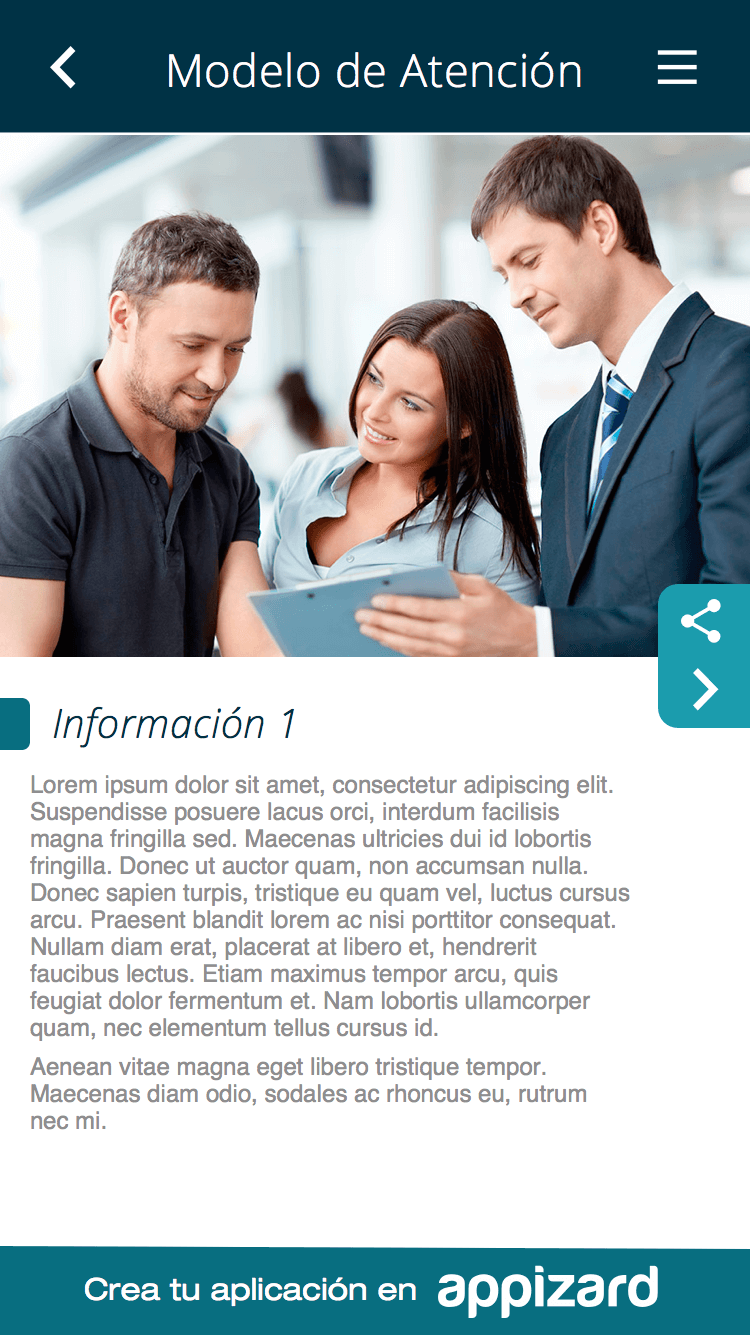 Modelo de Atención
Información 1
Lorem ipsum dolor sit amet, consectetur adipiscing elit.
Suspendisse posuere lacus orci, interdum facilisis
magna fringilla sed. Maecenas ultricies dui id lobortis
fringilla. Donec ut auctor quam, non accumsan nulla.
Donec sapien turpis, tristique eu quam vel, luctus cursus
arcu. Praesent blandit lorem ac nisi porttitor consequat.
Nullam diam erat, placerat at libero et, hendrerit
faucibus lectus. Etiam maximus tempor arcu, quis
feugiat dolor fermentum et. Nam lobortis ullamcorper
quam, nec elementum tellus cursus id.
Aenean vitae magna eget libero tristique tempor.
Maecenas diam odio, sodales ac rhoncus eu, rutrum
nec mi.
Crea tu aplicación en appizard